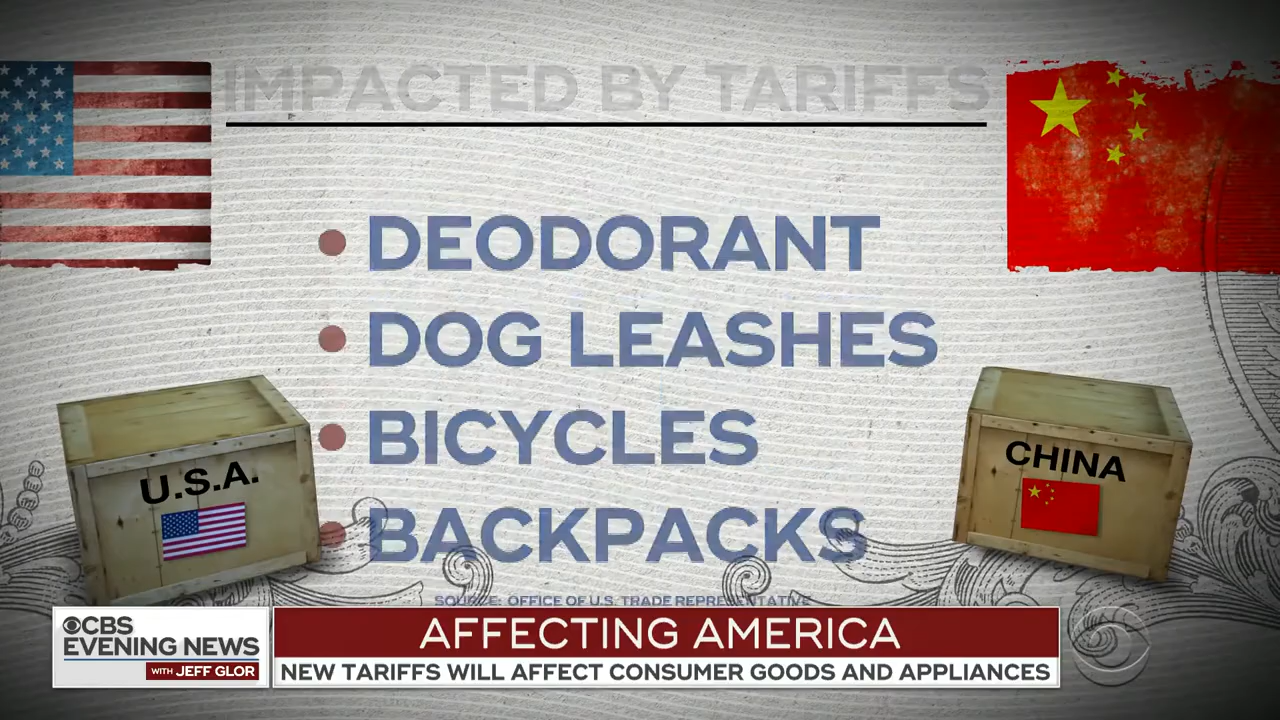 IMPACTED BY TARIFFS
• DEODORANT
• DOG LEASHES
• BICYCLES
• BACKPACKS
U.S.A.
CHINA
SOURCE: OFFICE OF U.S. TRADE REPRESENTATIVE
CBS
EVENING NEWS
WITH JEFF GLOR
AFFECTING AMERICA
NEW TARIFFS WILL AFFECT CONSUMER GOODS AND APPLIANCES